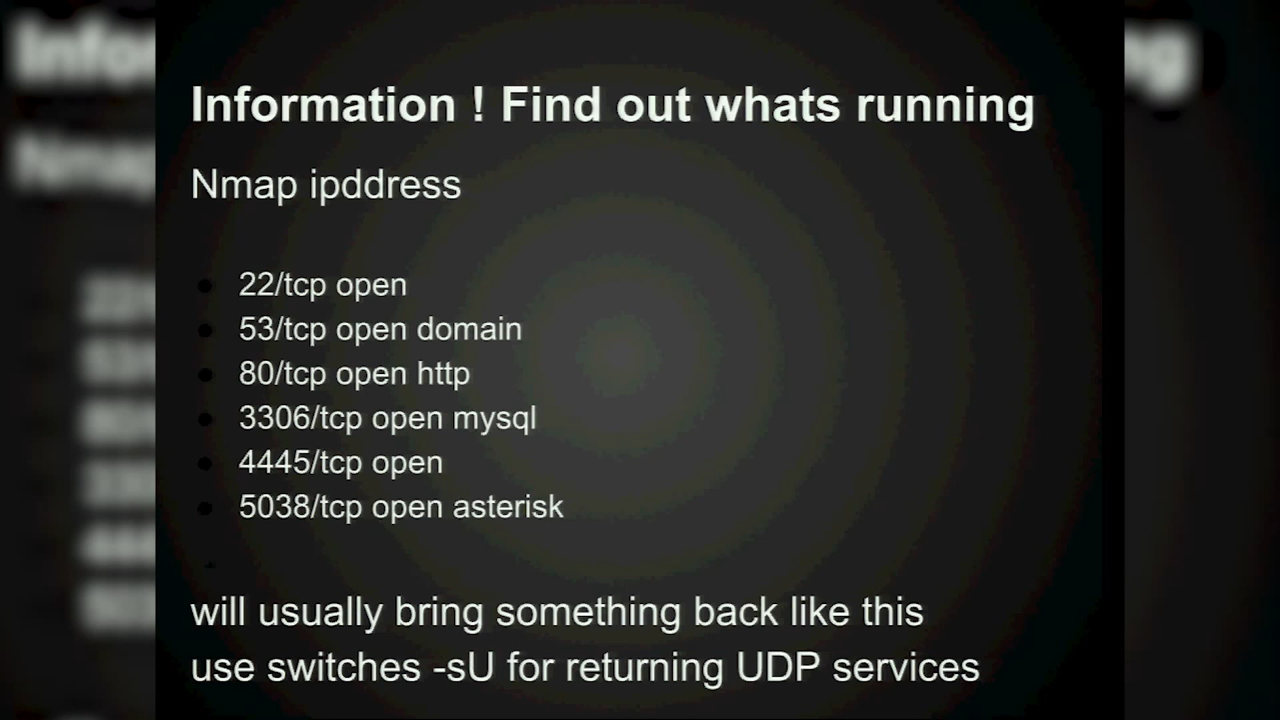 Information ! Find out whats running
Nmap ipddress
22/tcp open
53/tcp open domain
80/tcp open http
3306/tcp open mysql
4445/tcp open
5038/tcp open asterisk
will usually bring something back like this
use switches -sU for returning UDP services